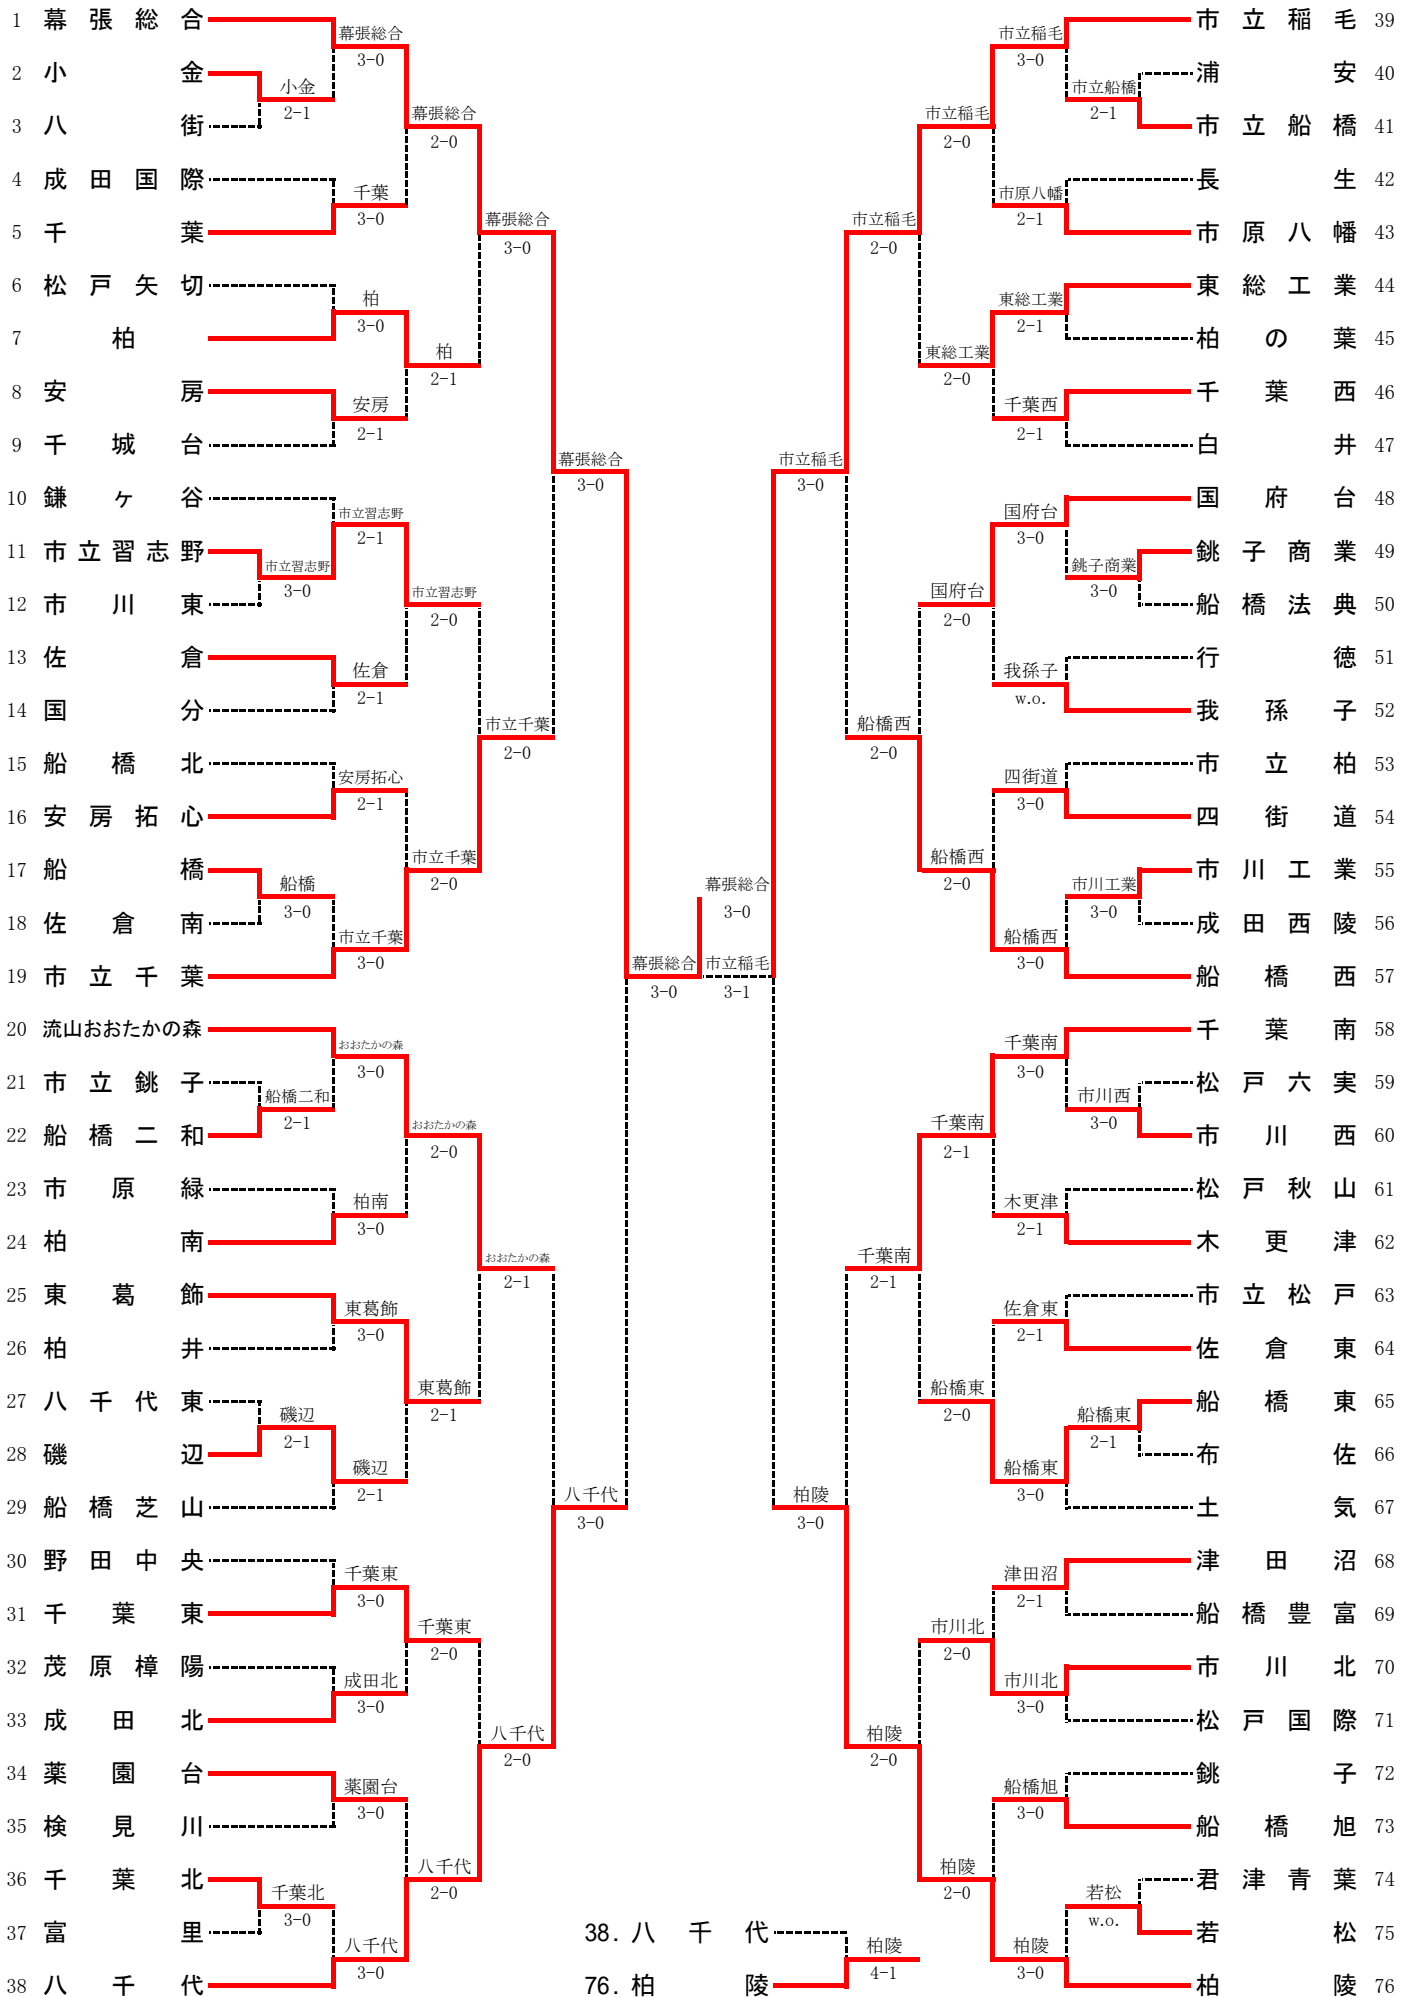 1 幕張総合
2 小金
3 八街
4 成田国際
5 千葉
6 松戸矢切
7 柏
8 安房
9 千城台
10 鎌ヶ谷
11 市立習志野
12 市川東
13 佐倉
14 国分
15 船橋北
16 安房拓心
17 船橋
18 佐倉南
19 市立千葉
20 流山おおたかの森
21 市立銚子
22 船橋二和
23 市原緑
24 柏南
25 東葛飾
26 柏井
27 八千代東
28 磯辺
29 船橋芝山
30 野田中央
31 千葉東
32 茂原樟陽
33 成田北
34 薬園台
35 検見川
36 千葉北
37 富里
38 八千代
小金
2-1
市立習志野
3-0
船橋
3-0
船橋二和
2-1
磯辺
2-1
千葉北
3-0
幕張総合
3-0
千葉
3-0
柏
3-0
安房
2-1
市立習志野
2-1
佐倉
2-1
安房拓心
2-1
市立千葉
3-0
おおたかの森
3-0
柏南
3-0
東葛飾
3-0
磯辺
2-1
千葉東
3-0
成田北
3-0
薬園台
3-0
八千代
3-0
幕張総合
2-0
柏
2-1
市立習志野
2-0
市立千葉
2-0
おおたかの森
2-0
東葛飾
2-1
千葉東
2-0
八千代
2-0
幕張総合
3-0
市立千葉
2-0
おおたかの森
2-1
八千代
2-0
幕張総合
3-0
八千代
3-0
幕張総合
3-0
幕張総合
3-0
市立稲毛
3-1
市立稲毛
3-0
柏陵
3-0
市立稲毛
2-0
船橋西
2-0
千葉南
2-1
柏陵
2-0
市立稲毛
2-0
東総工業
2-0
国府台
2-0
船橋西
2-0
千葉南
2-1
船橋東
2-0
市川北
2-0
柏陵
2-0
市立稲毛
3-0
市原八幡
2-1
東総工業
2-1
千葉西
2-1
国府台
3-0
我孫子
w.o.
四街道
3-0
船橋西
3-0
千葉南
3-0
木更津
2-1
佐倉東
2-1
船橋東
3-0
津田沼
2-1
市川北
3-0
船橋旭
3-0
柏陵
3-0
市立船橋
2-1
銚子商業
3-0
市川工業
3-0
市川西
3-0
船橋東
2-1
若松
w.o.
市立稲毛 39
浦安 40
市立船橋 41
長生 42
市原八幡 43
東総工業 44
柏の葉 45
千葉西 46
白井 47
国府台 48
銚子商業 49
船橋法典 50
行徳 51
我孫子 52
市立柏 53
四街道 54
市川工業 55
成田西陵 56
船橋西 57
千葉南 58
松戸六実 59
市川西 60
松戸秋山 61
木更津 62
市立松戸 63
佐倉東 64
船橋東 65
布佐 66
土気 67
津田沼 68
船橋豊富 69
市川北 70
松戸国際 71
銚子 72
船橋旭 73
君津青葉 74
若松 75
柏陵 76
38. 八千代
76. 柏陵
柏陵
4-1